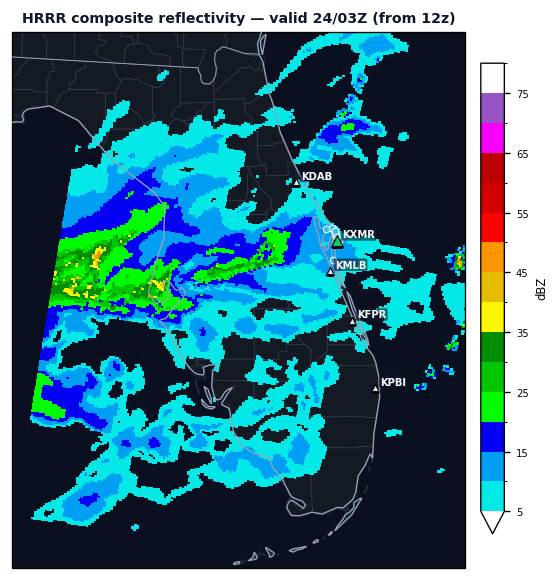 HRRR composite reflectivity — valid 24/03Z (from 12z)
KDAB
KXMR
KMLB
KFPR
KPBI
75
65
55
45
35
25
15
5
dBZ